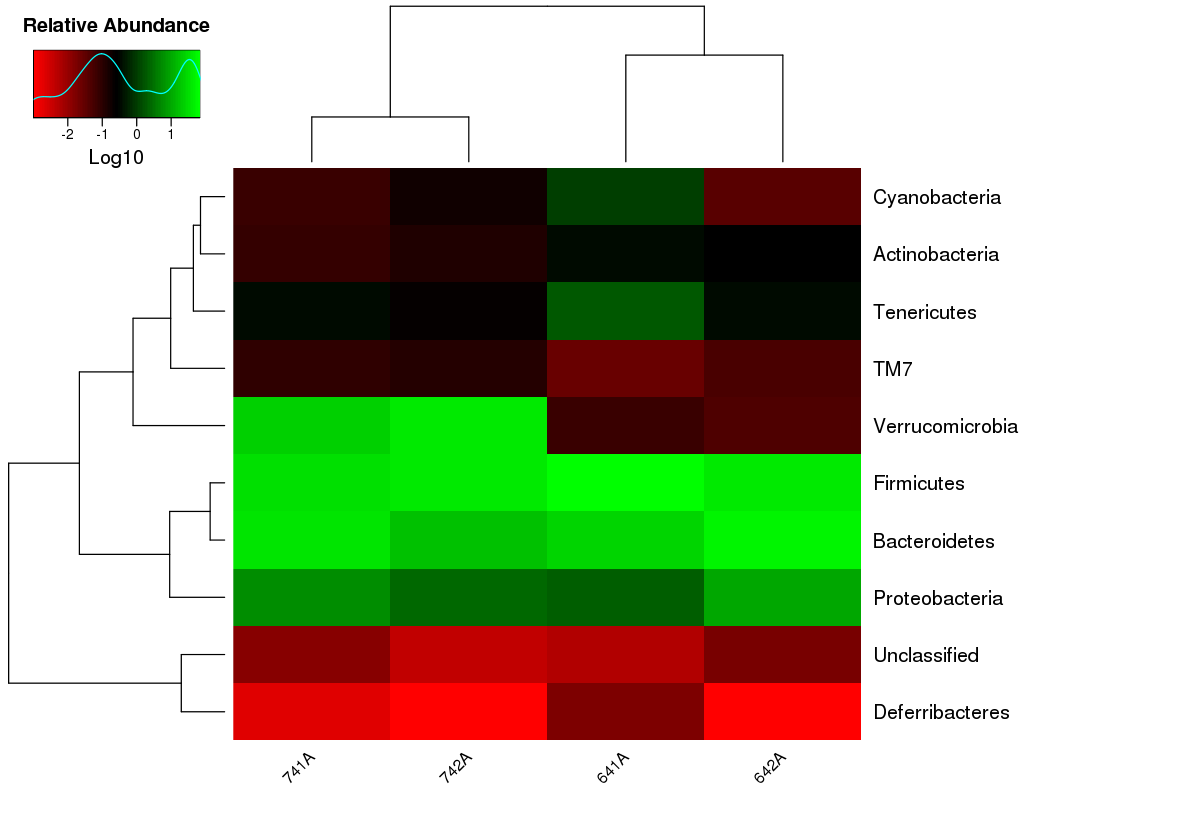 Relative Abundance
-2 -1 0 1
Log10
Cyanobacteria
Actinobacteria
Tenericutes
TM7
Verrucomicrobia
Firmicutes
Bacteroidetes
Proteobacteria
Unclassified
Deferribacteres
741A 742A 641A 642A